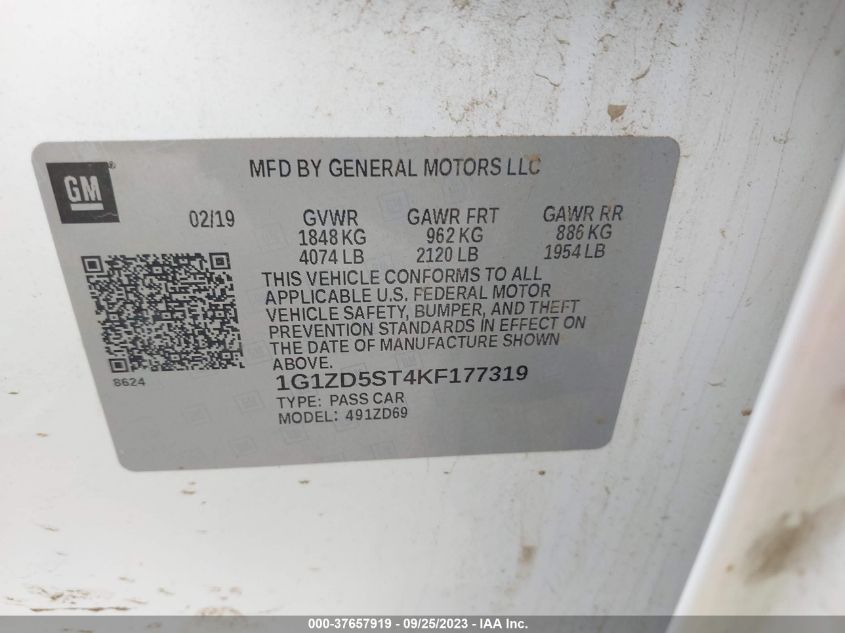 MFD BY GENERAL MOTORS LLC
GM
02/19 GVWR GAWR FRT GAWR RR
1848 KG 962 KG 886 KG
4074 LB 2120 LB 1954 LB
THIS VEHICLE CONFORMS TO ALL
APPLICABLE U.S. FEDERAL MOTOR
VEHICLE SAFETY, BUMPER, AND THEFT
PREVENTION STANDARDS IN EFFECT ON
THE DATE OF MANUFACTURE SHOWN
ABOVE.
8624
1G1ZD5ST4KF177319
TYPE: PASS CAR
MODEL: 491ZD69
000-37657919 - 09/25/2023 - IAA Inc.